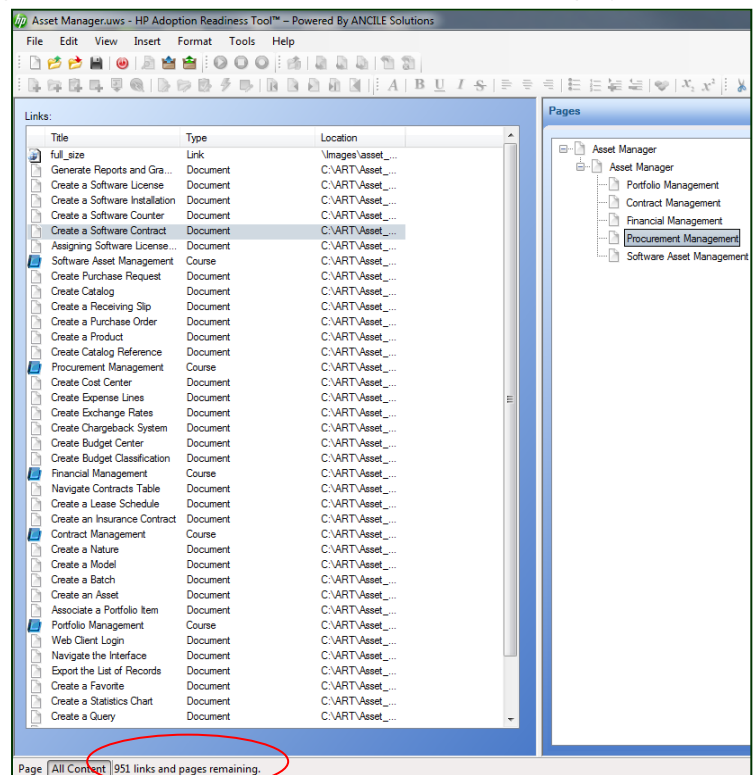 Asset Manager.uws - HP Adoption Readiness Tool™ – Powered By ANCILE Solutions
File Edit View Insert Format Tools Help
A B U I S X₂ X²
Links:
Title Type Location
full_size Link \Images\asset_...
Generate Reports and Gra... Document C:\ART\Asset_...
Create a Software License Document C:\ART\Asset_...
Create a Software Installation Document C:\ART\Asset_...
Create a Software Counter Document C:\ART\Asset_...
Create a Software Contract Document C:\ART\Asset_...
Assigning Software License... Document C:\ART\Asset_...
Software Asset Management Course C:\ART\Asset_...
Create Purchase Request Document C:\ART\Asset_...
Create Catalog Document C:\ART\Asset_...
Create a Receiving Slip Document C:\ART\Asset_...
Create a Purchase Order Document C:\ART\Asset_...
Create a Product Document C:\ART\Asset_...
Create Catalog Reference Document C:\ART\Asset_...
Procurement Management Course C:\ART\Asset_...
Create Cost Center Document C:\ART\Asset_...
Create Expense Lines Document C:\ART\Asset_...
Create Exchange Rates Document C:\ART\Asset_...
Create Chargeback System Document C:\ART\Asset_...
Create Budget Center Document C:\ART\Asset_...
Create Budget Classification Document C:\ART\Asset_...
Financial Management Course C:\ART\Asset_...
Navigate Contracts Table Document C:\ART\Asset_...
Create a Lease Schedule Document C:\ART\Asset_...
Create an Insurance Contract Document C:\ART\Asset_...
Contract Management Course C:\ART\Asset_...
Create a Nature Document C:\ART\Asset_...
Create a Model Document C:\ART\Asset_...
Create a Batch Document C:\ART\Asset_...
Create an Asset Document C:\ART\Asset_...
Associate a Portfolio Item Document C:\ART\Asset_...
Portfolio Management Course C:\ART\Asset_...
Web Client Login Document C:\ART\Asset_...
Navigate the Interface Document C:\ART\Asset_...
Export the List of Records Document C:\ART\Asset_...
Create a Favorite Document C:\ART\Asset_...
Create a Statistics Chart Document C:\ART\Asset_...
Create a Query Document C:\ART\Asset_...
Page All Content 951 links and pages remaining.
Pages
Asset Manager
Asset Manager
Portfolio Management
Contract Management
Financial Management
Procurement Management
Software Asset Management